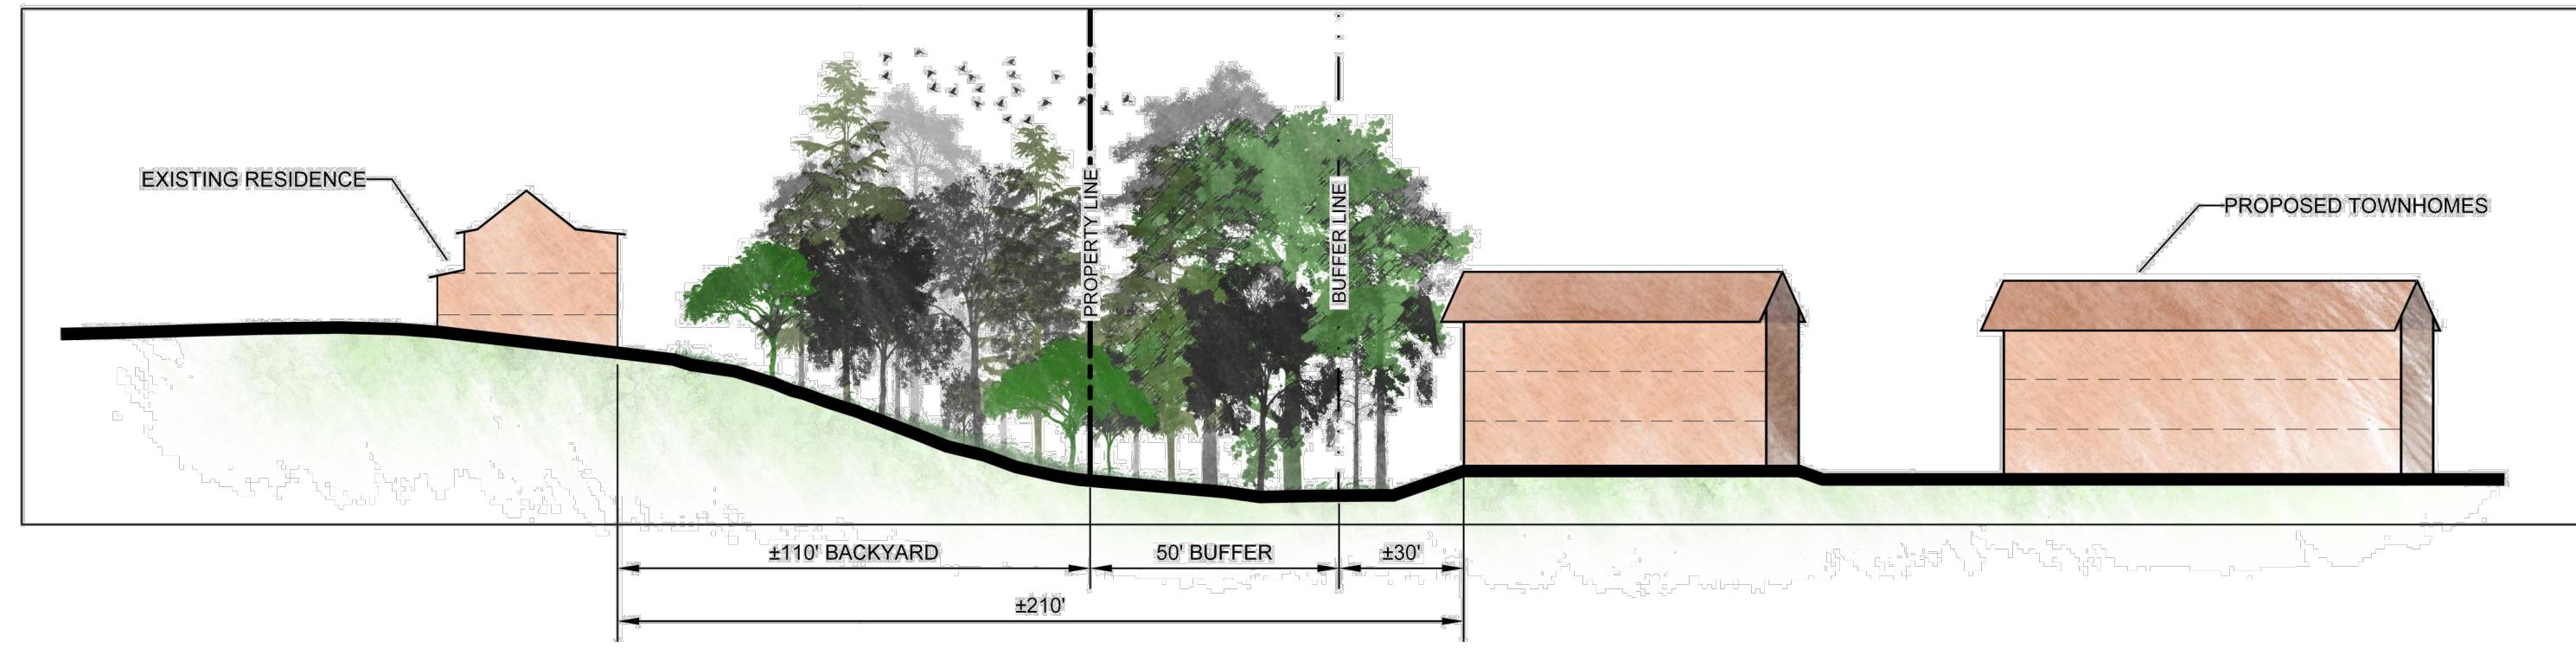 EXISTING RESIDENCE
PROPERTY LINE
BUFFER LINE
PROPOSED TOWNHOMES
±110' BACKYARD
50' BUFFER
±30'
±210'